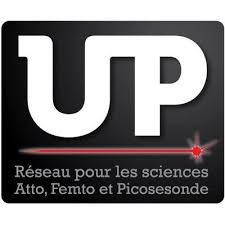 UP
Réseau pour les sciences
Atto, Femto et Picosesonde